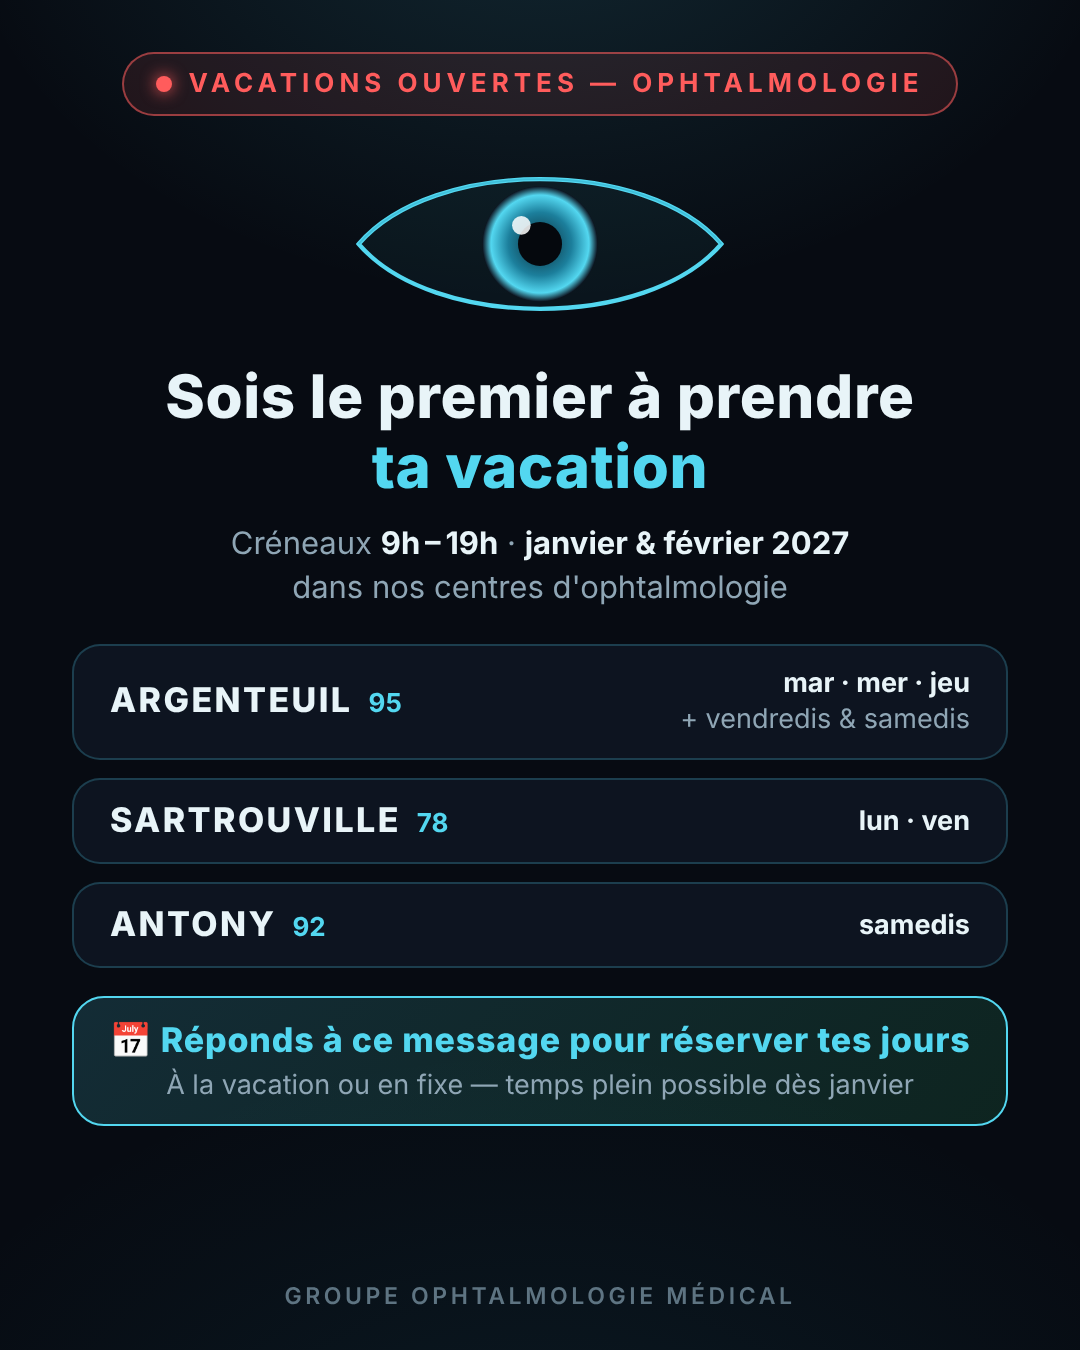 VACATIONS OUVERTES — OPHTALMOLOGIE
Sois le premier à prendre
ta vacation
Créneaux 9h – 19h · janvier & février 2027
dans nos centres d'ophtalmologie
ARGENTEUIL 95
mar · mer · jeu
+ vendredis & samedis
SARTROUVILLE 78
lun · ven
ANTONY 92
samedis
📅 Réponds à ce message pour réserver tes jours
À la vacation ou en fixe — temps plein possible dès janvier
GROUPE OPHTALMOLOGIE MÉDICAL